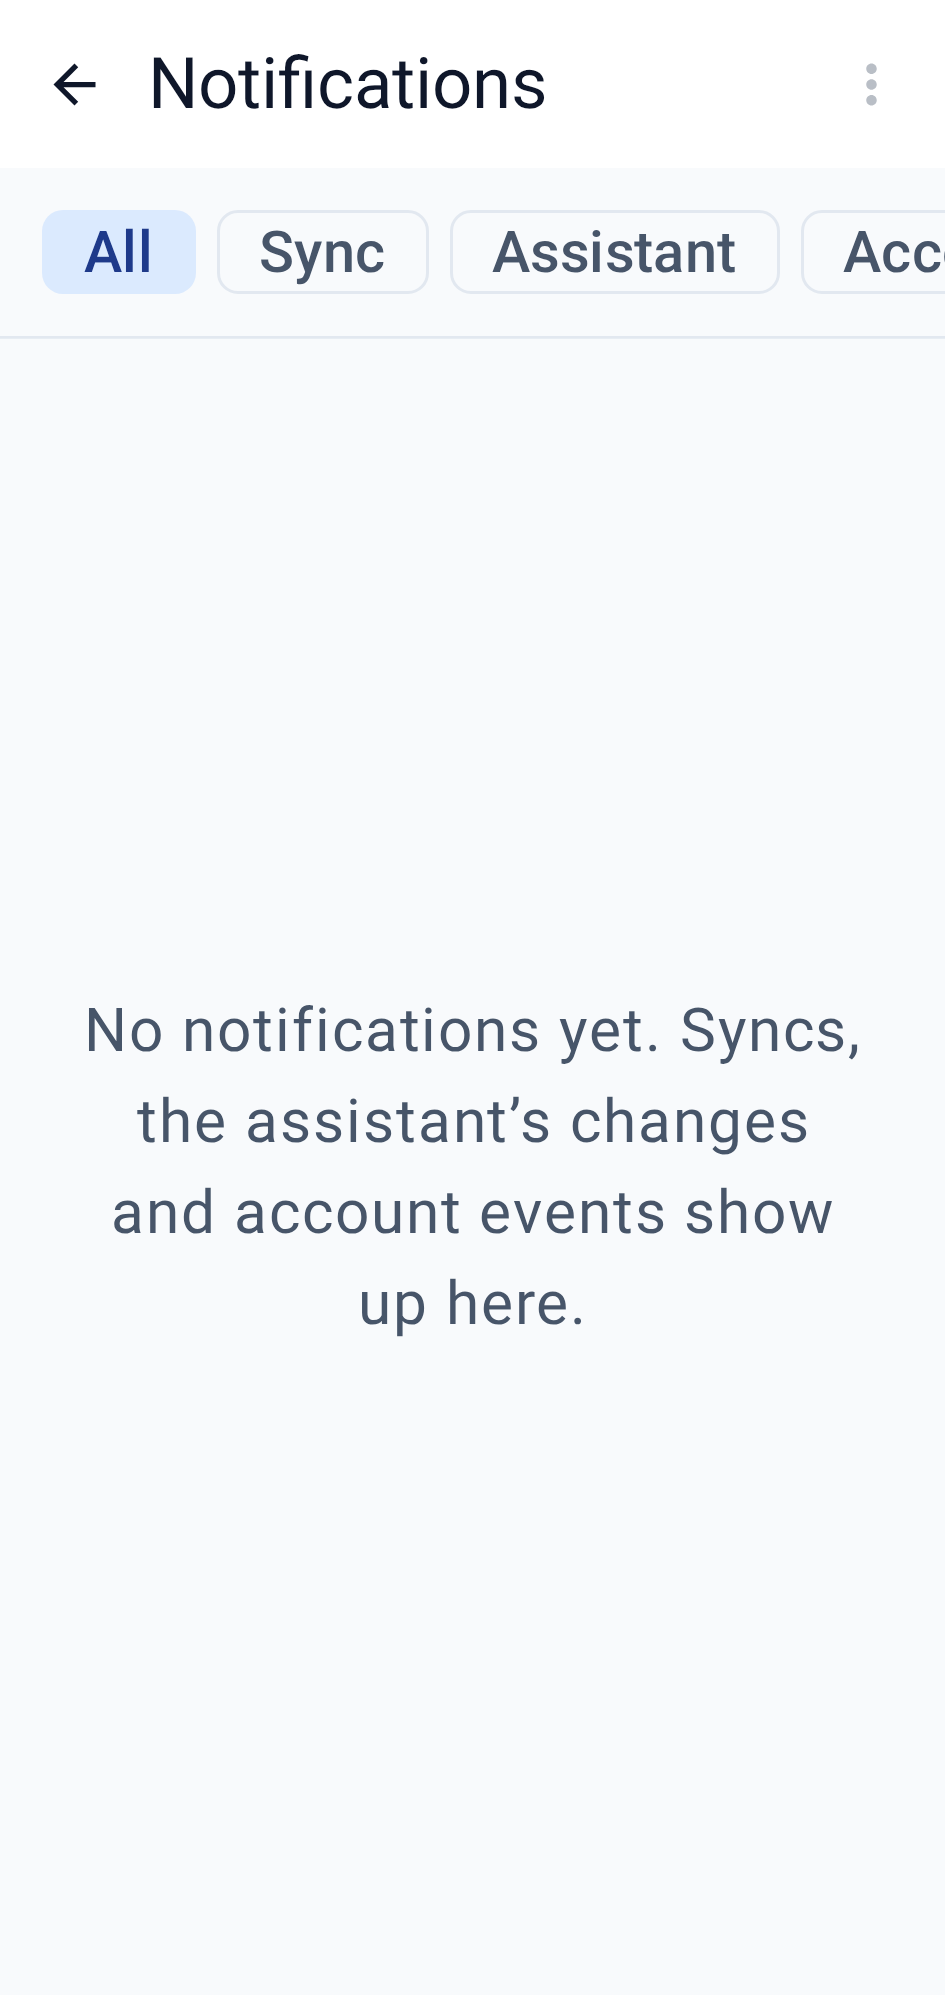 Notifications
All
Sync
Assistant
No notifications yet. Syncs,
the assistant’s changes
and account events show
up here.